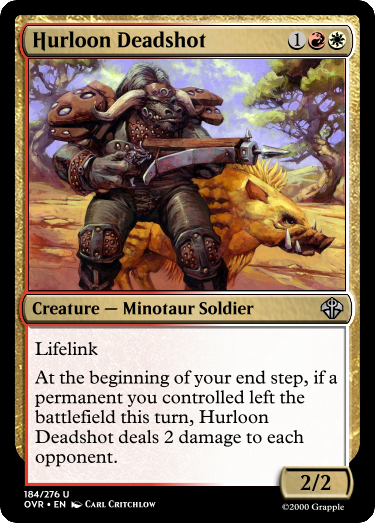 Hurloon Deadshot 1
Creature — Minotaur Soldier
Lifelink
At the beginning of your end step, if a
permanent you controlled left the
battlefield this turn, Hurloon
Deadshot deals 2 damage to each
opponent.
2/2
184/276 U
OVR • EN CARL CRITCHLOW
©2000 Grapple